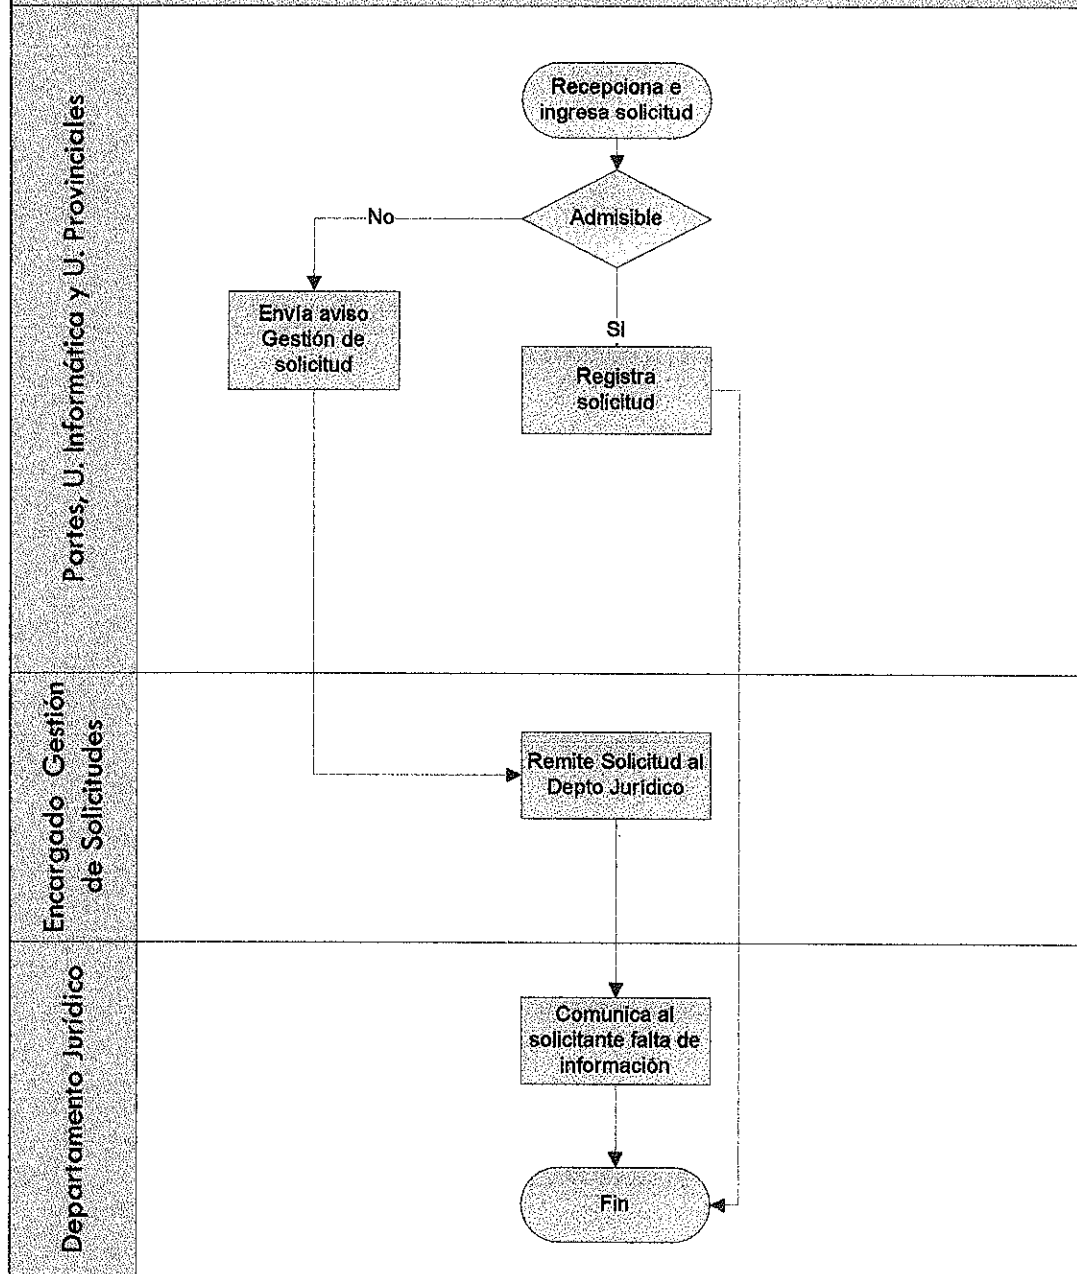 Partes, U. Informática y U. Provinciales
Recepciona e
ingresa solicitud
Admisible
No
Envía aviso
Gestión de
solicitud
Si
Registra
solicitud
Encargado Gestión
de Solicitudes
Remite Solicitud al
Depto Jurídico
Departamento Jurídico
Comunica al
solicitante falta de
información
Fin